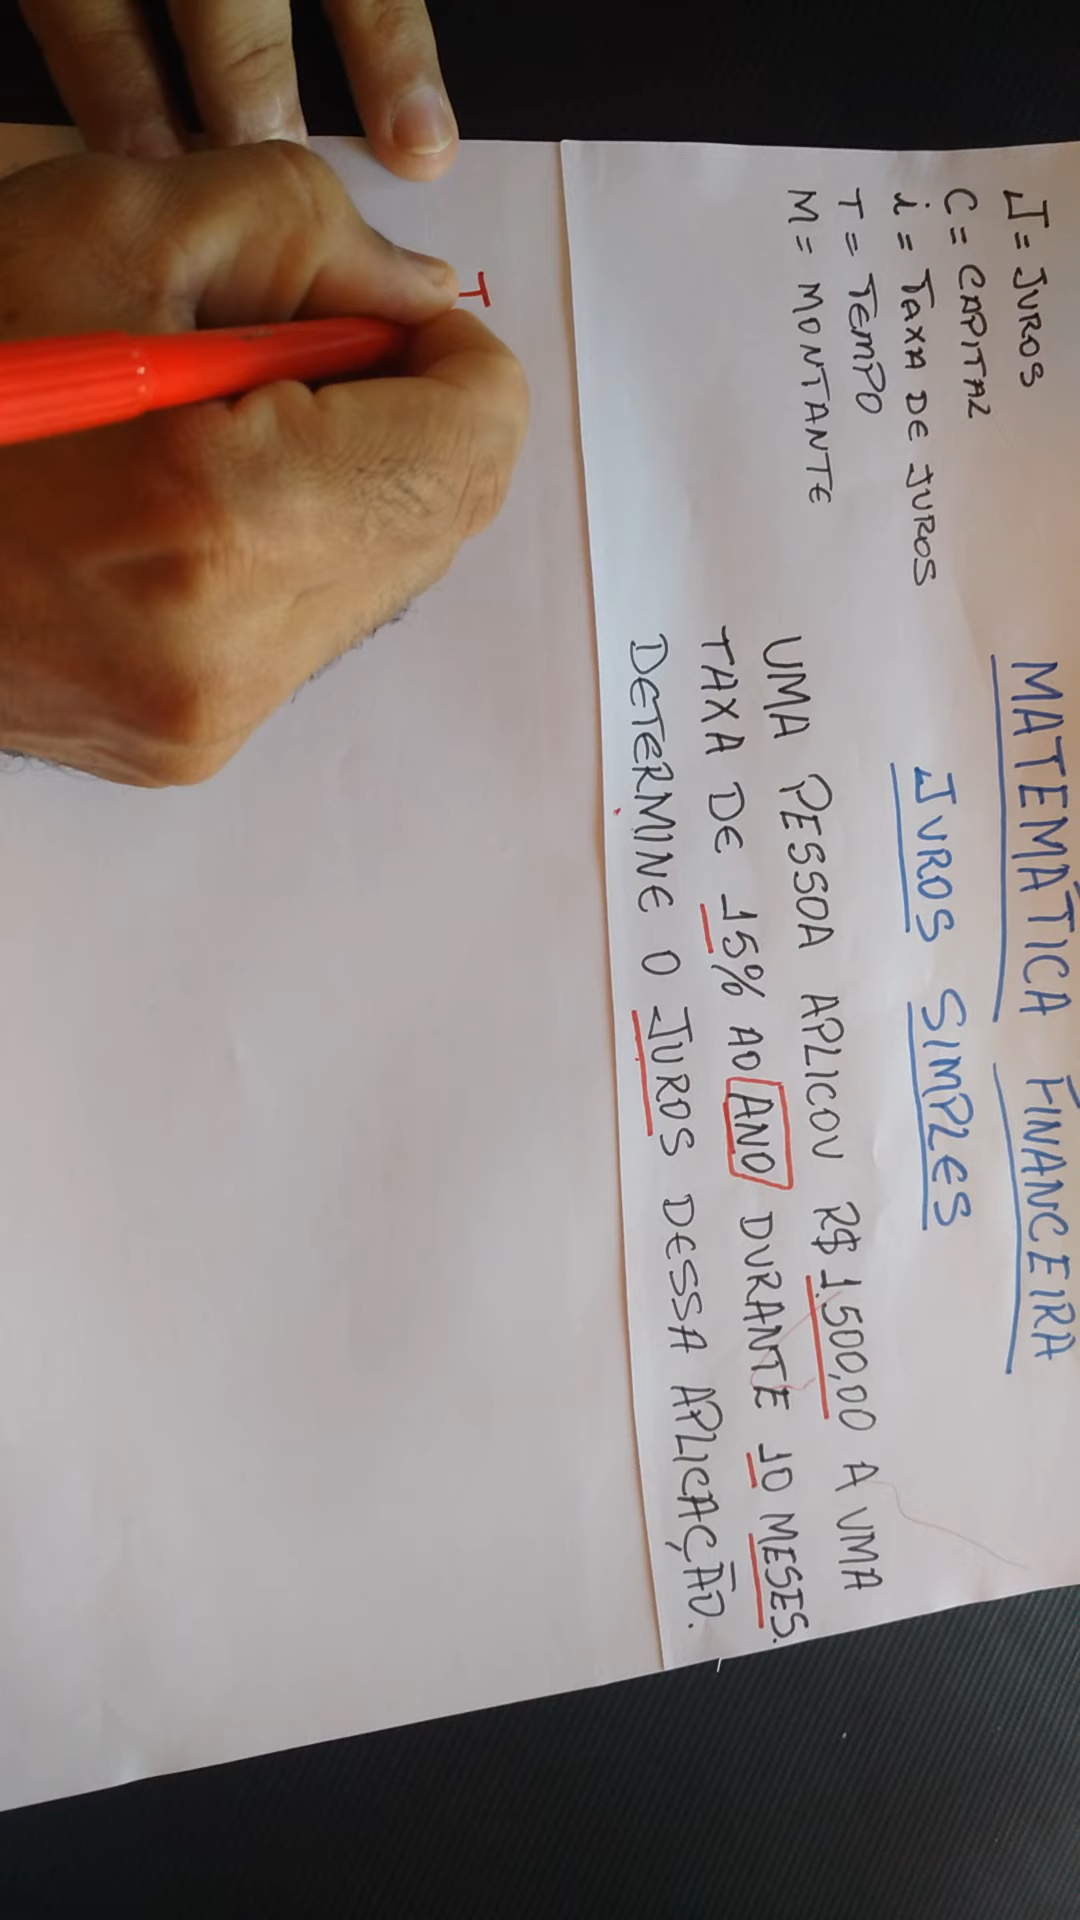 MATEMÁTICA FINANCEIRA
JUROS SIMPLES
J = JUROS
C = CAPITAL
i = TAXA DE JUROS
T = TEMPO
M = MONTANTE
UMA PESSOA APLICOU R$ 1.500,00 A UMA
TAXA DE 15% AO ANO DURANTE 10 MESES.
DETERMINE O JUROS DESSA APLICAÇÃO.
T